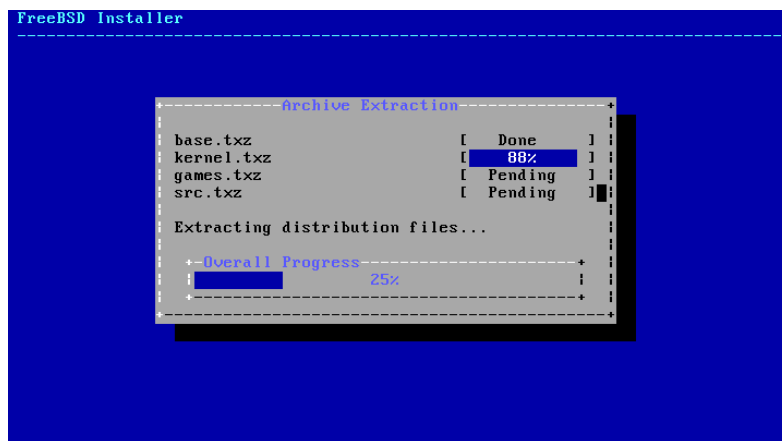 FreeBSD Installer
Archive Extraction
base.txz [ Done ]
kernel.txz [ 88% ]
games.txz [ Pending ]
src.txz [ Pending ]
Extracting distribution files...
Overall Progress
25%